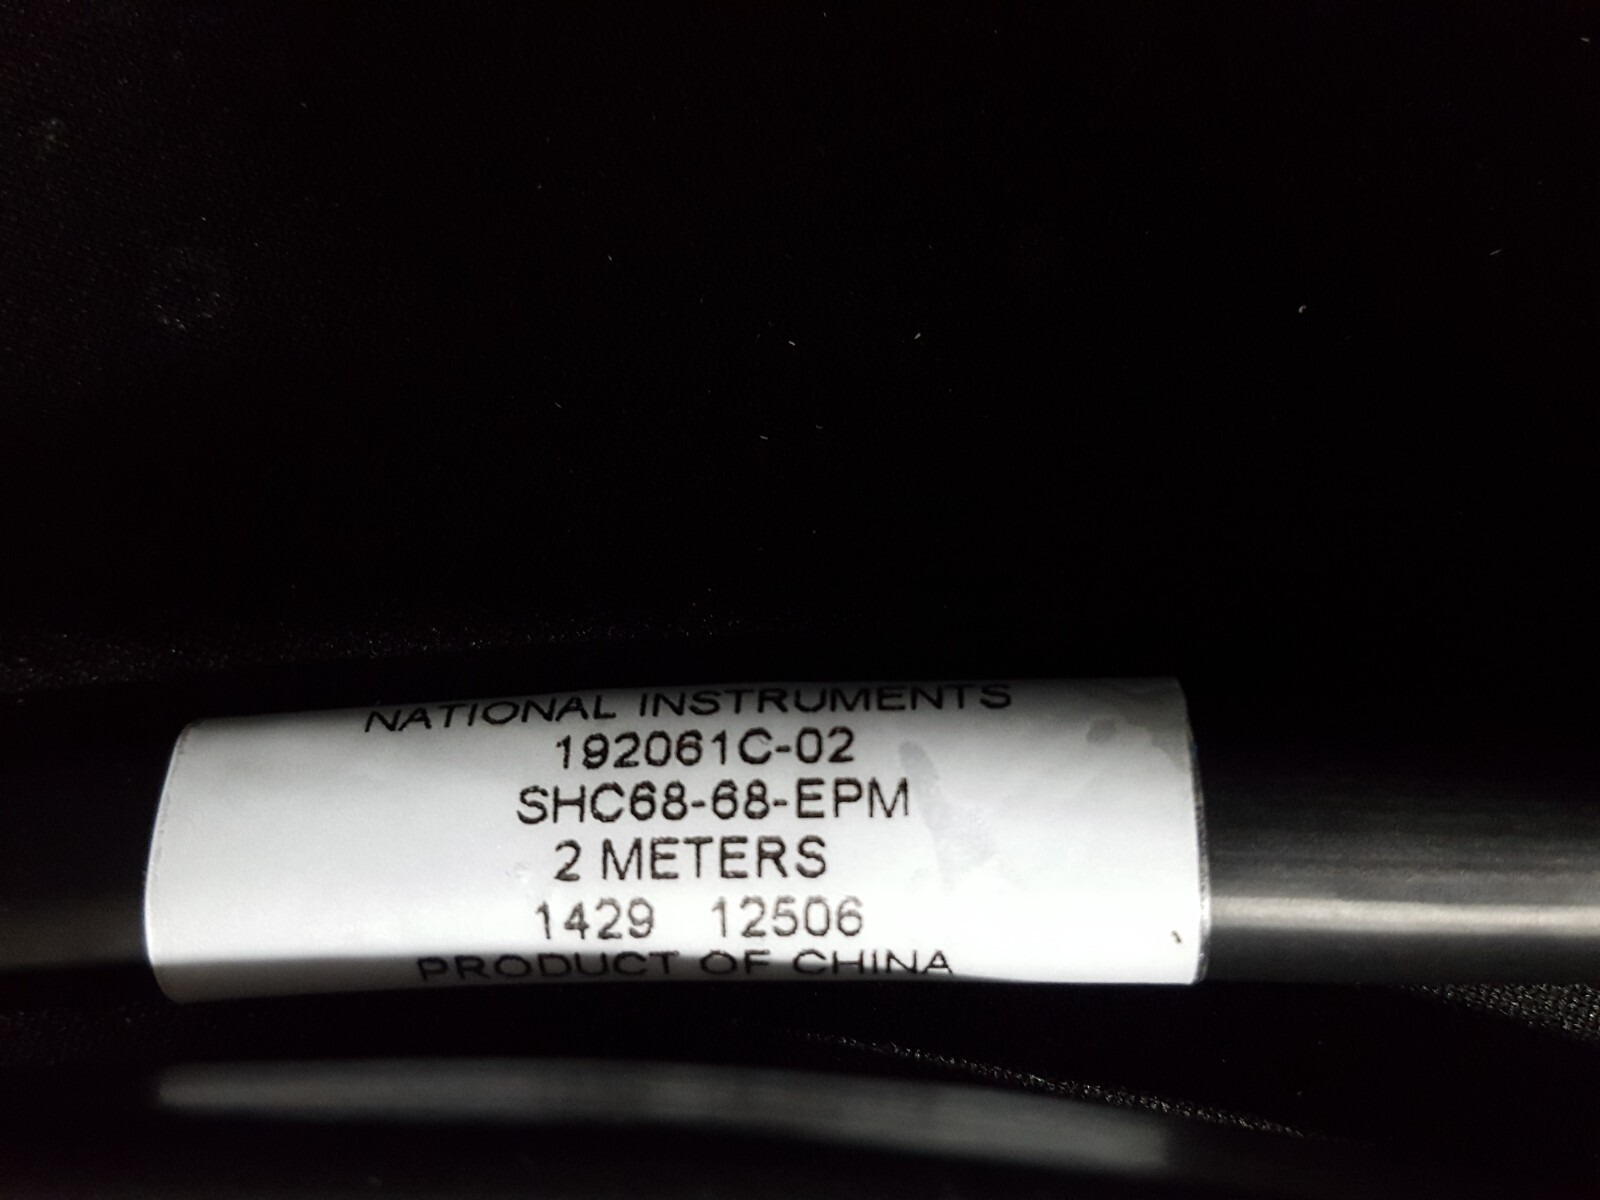 NATIONAL INSTRUMENTS
192061C-02
SHC68-68-EPM
2 METERS
1429 12506
PRODUCT OF CHINA